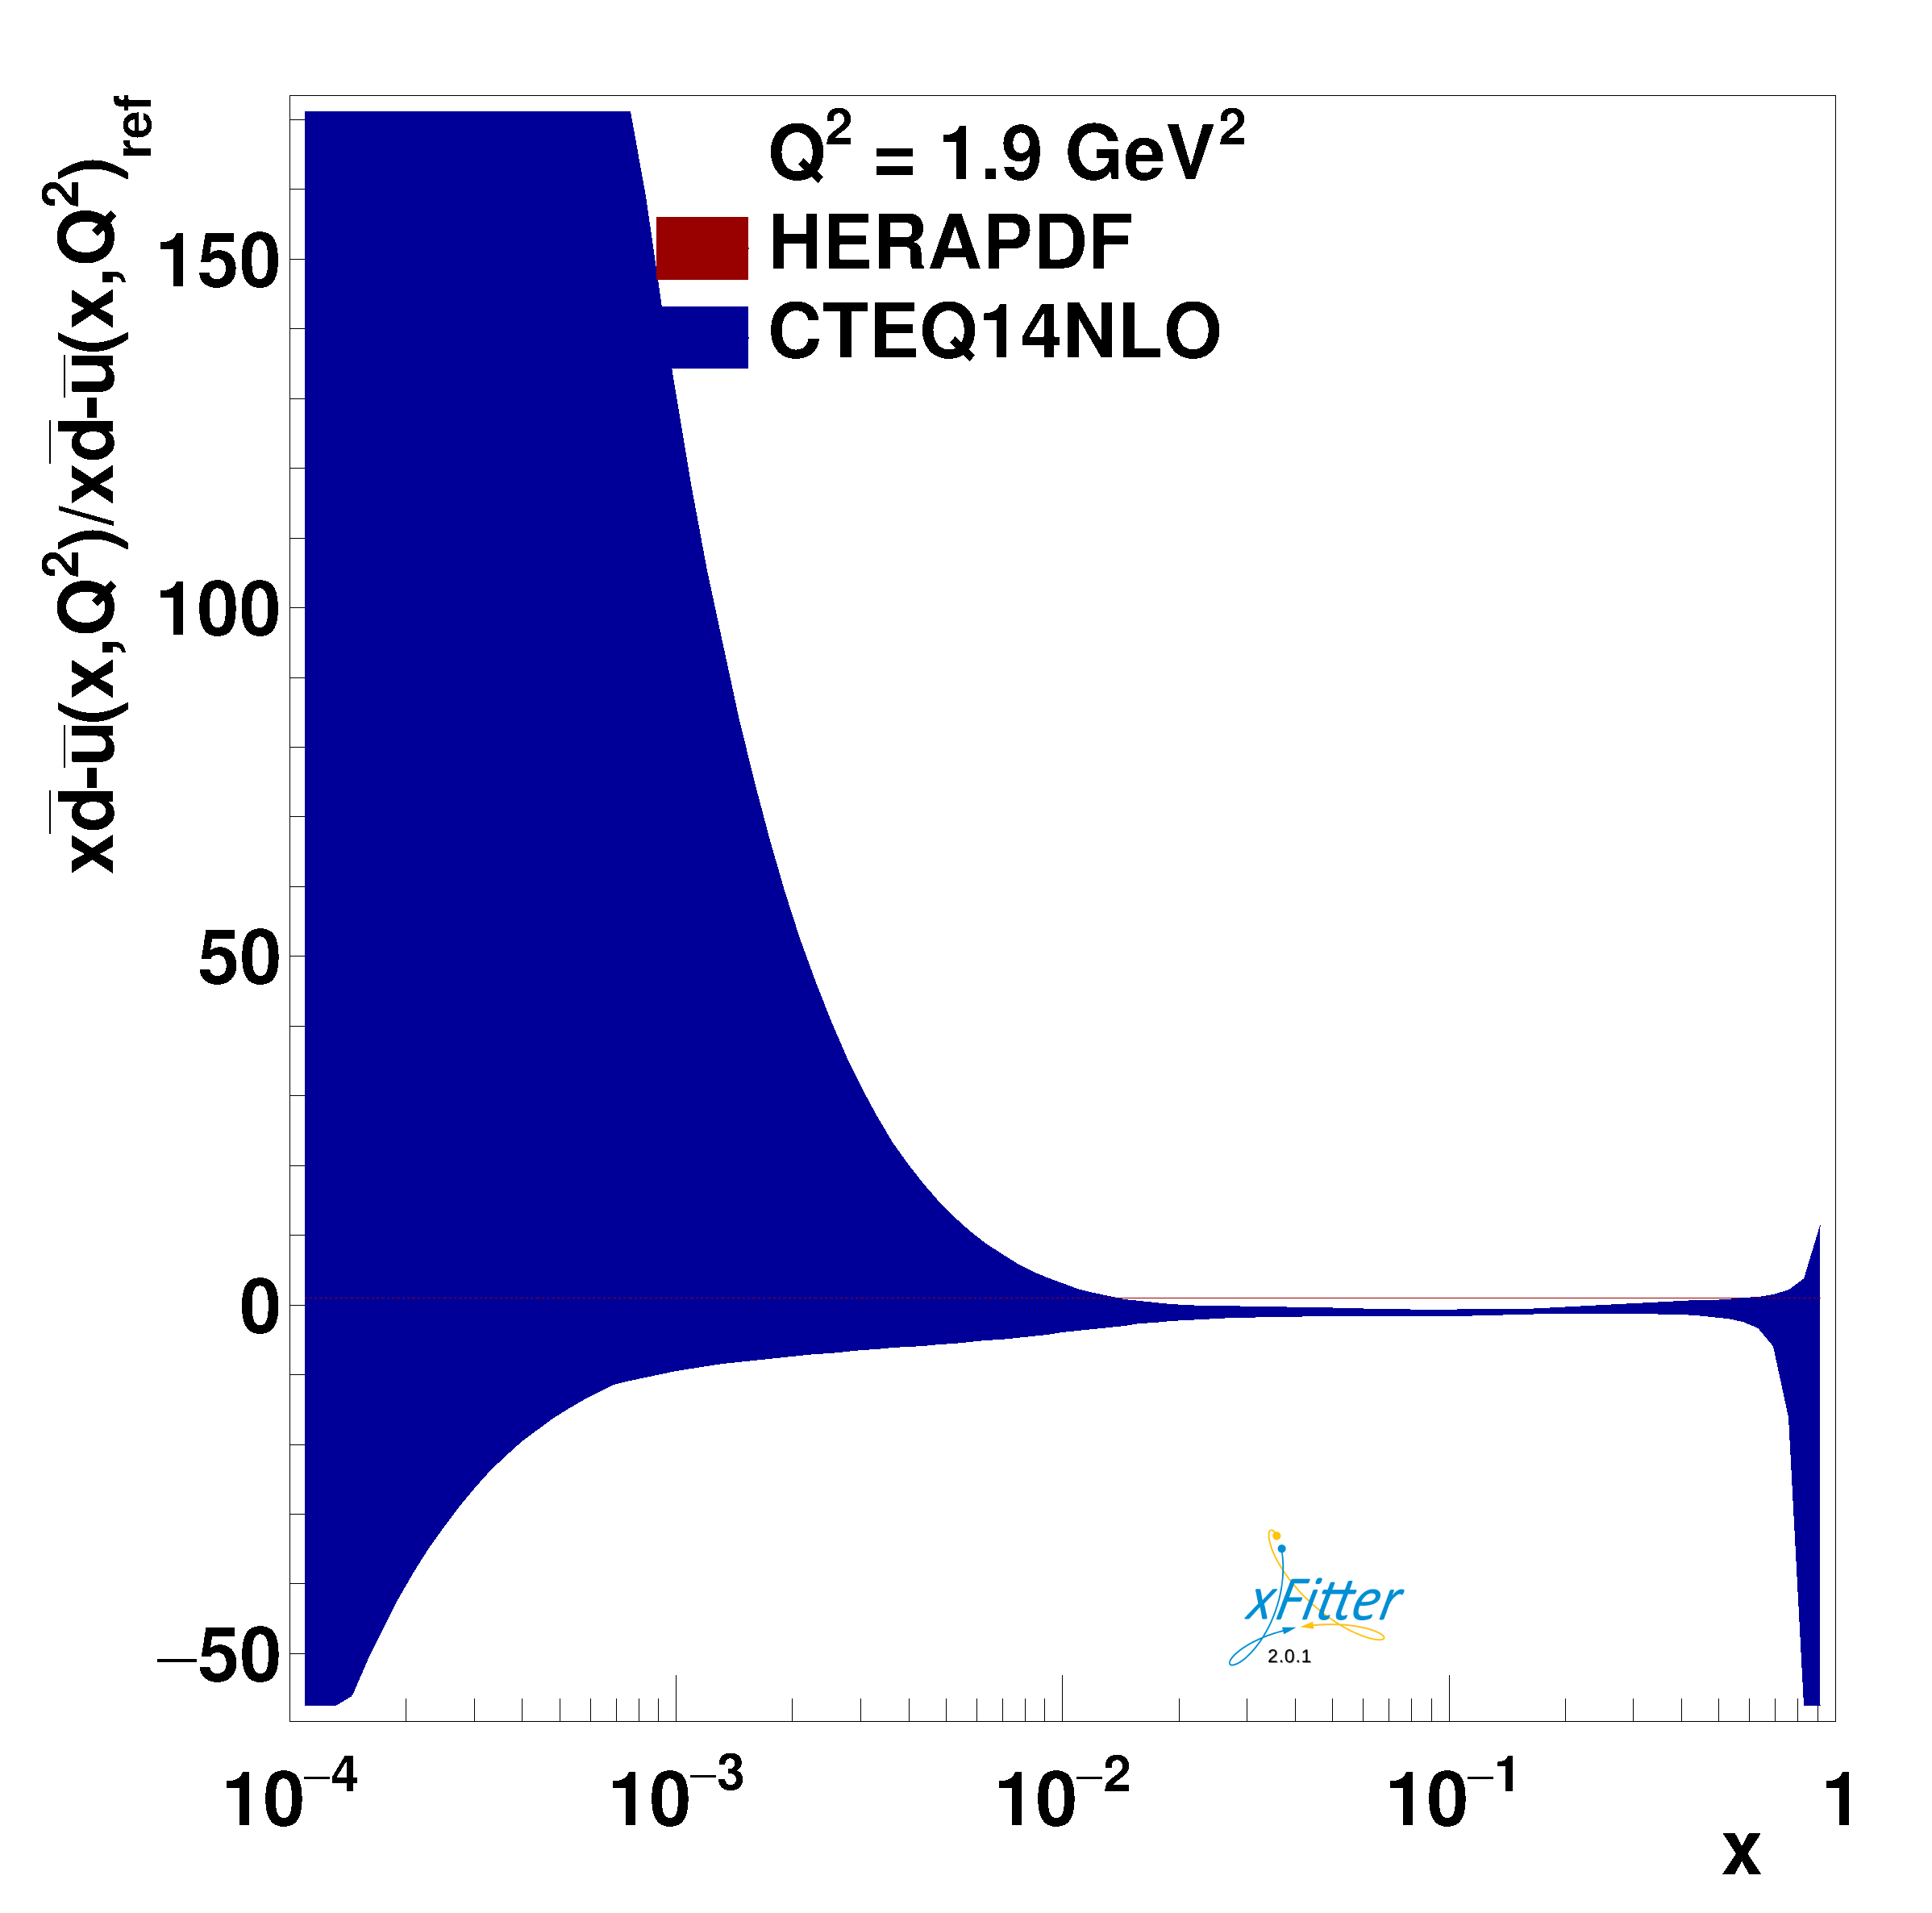 xd̅-u̅(x,Q²)/xd̅-u̅(x,Q²)ref
Q² = 1.9 GeV²
HERAPDF
CTEQ14NLO
150
100
50
0
−50
xFitter
2.0.1
10⁻⁴ 10⁻³ 10⁻² 10⁻¹ 1
x